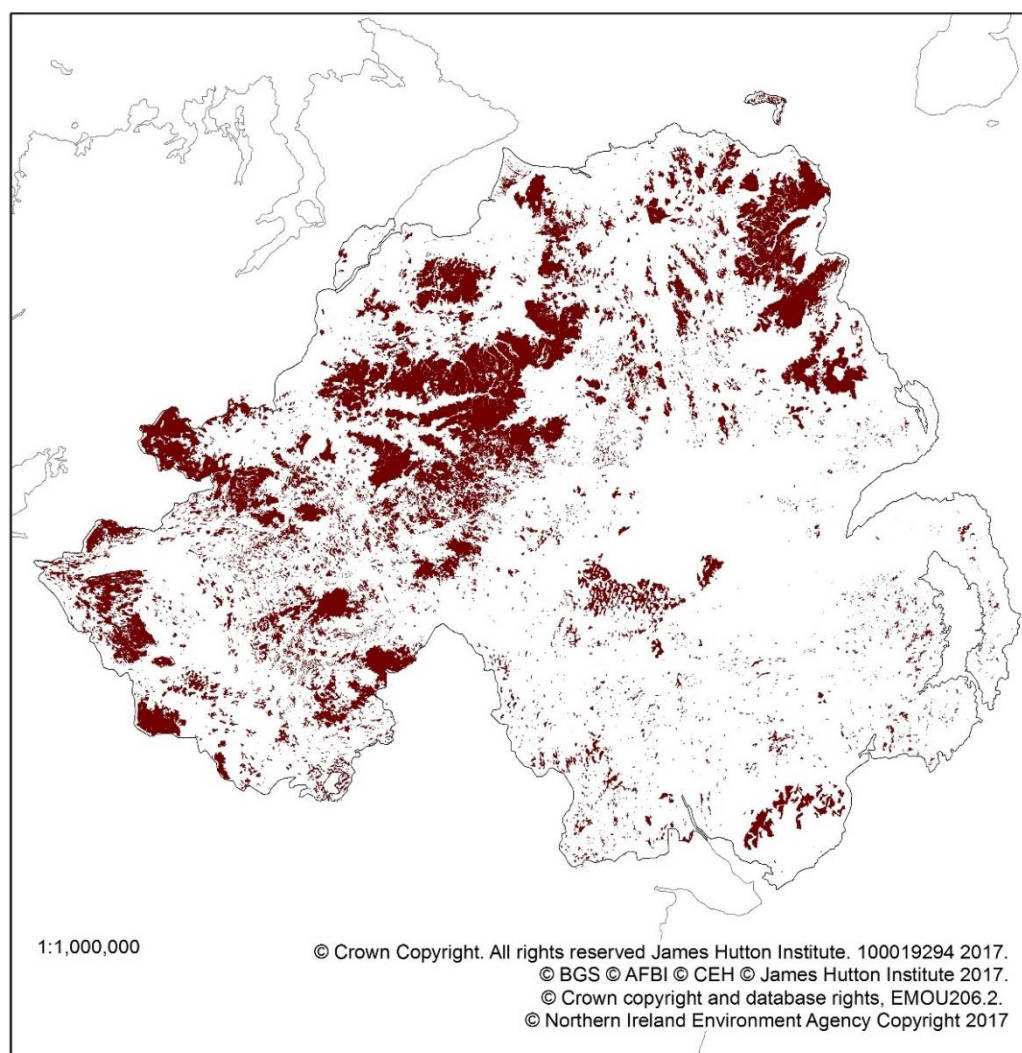 1:1,000,000
© Crown Copyright. All rights reserved James Hutton Institute. 100019294 2017.
© BGS © AFBI © CEH © James Hutton Institute 2017.
© Crown copyright and database rights, EMOU206.2.
© Northern Ireland Environment Agency Copyright 2017